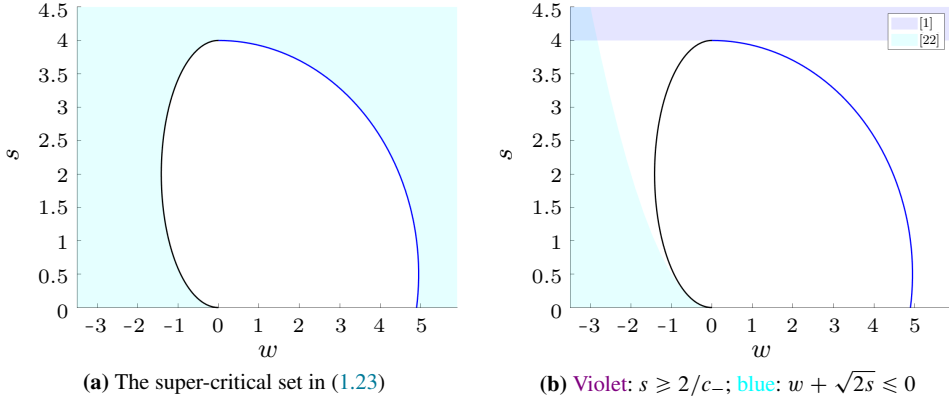 4.5
4
3.5
3
2.5
2
1.5
1
0.5
0
s
-3 -2 -1 0 1 2 3 4 5
w
(a) The super-critical set in (1.23)
4.5
4
3.5
3
2.5
2
1.5
1
0.5
0
s
[1]
[22]
-3 -2 -1 0 1 2 3 4 5
w
(b) Violet: s ⩾ 2/c₋; blue: w + √2s ⩽ 0